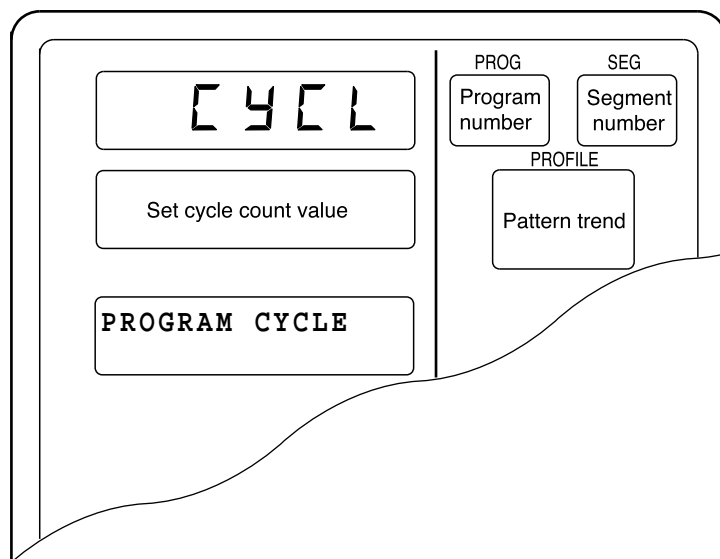 CYCL
Set cycle count value
PROGRAM CYCLE
PROG
Program
number
SEG
Segment
number
PROFILE
Pattern trend